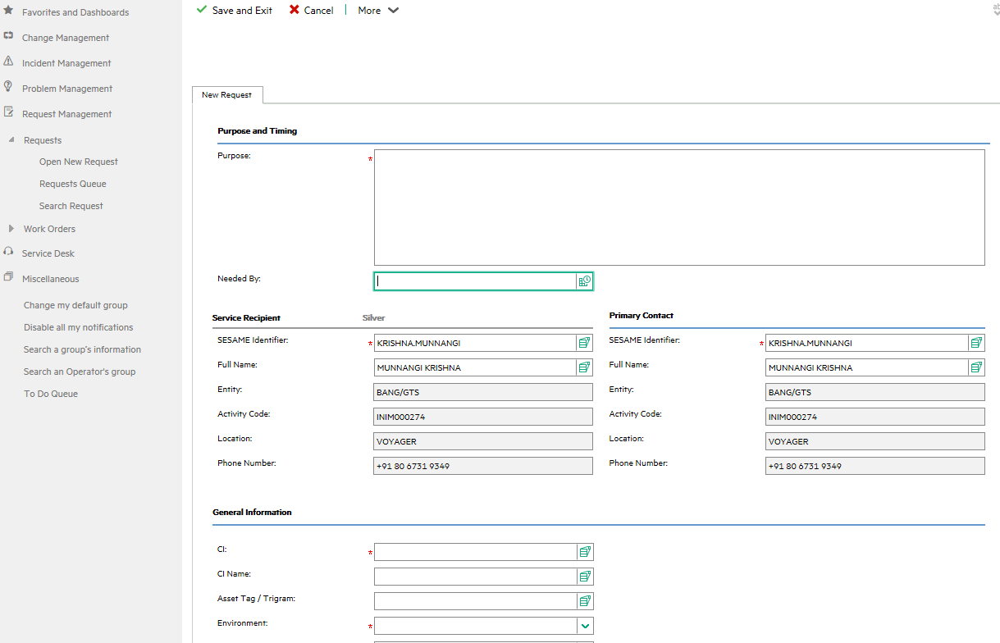 Favorites and Dashboards
Change Management
Incident Management
Problem Management
Request Management
Requests
Open New Request
Requests Queue
Search Request
Work Orders
Service Desk
Miscellaneous
Change my default group
Disable all my notifications
Search a group's information
Search an Operator's group
To Do Queue
Save and Exit Cancel | More
New Request
Purpose and Timing
Purpose: *
Needed By:
Service Recipient Silver
SESAME Identifier: * KRISHNA.MUNNANGI
Full Name: MUNNANGI KRISHNA
Entity: BANG/GTS
Activity Code: INIM000274
Location: VOYAGER
Phone Number: +91 80 6731 9349
Primary Contact
SESAME Identifier: * KRISHNA.MUNNANGI
Full Name: MUNNANGI KRISHNA
Entity: BANG/GTS
Activity Code: INIM000274
Location: VOYAGER
Phone Number: +91 80 6731 9349
General Information
CI: *
CI Name:
Asset Tag / Trigram:
Environment: *